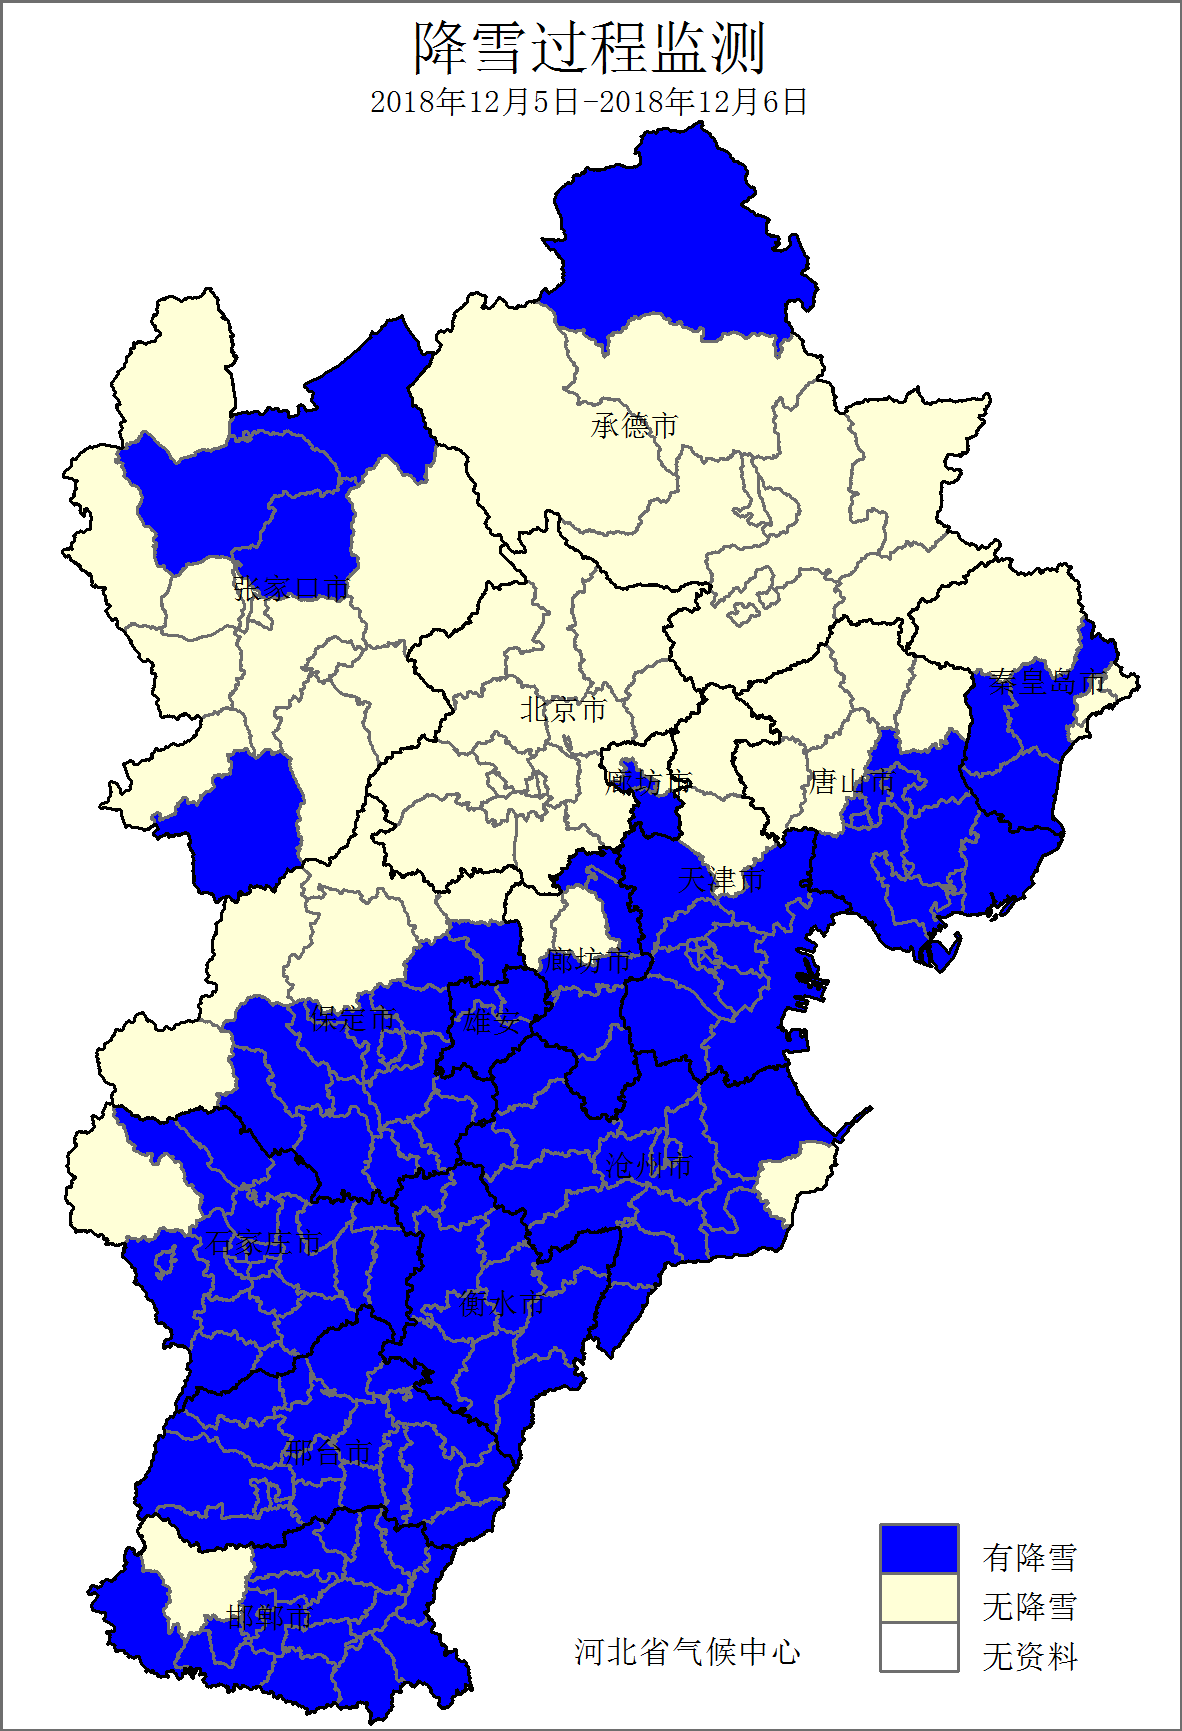 降雪过程监测
2018年12月5日-2018年12月6日
承德市
张家口市
秦皇岛市
北京市
廊坊市
唐山市
天津市
廊坊市
保定市
雄安
沧州市
石家庄市
衡水市
邢台市
邯郸市
有降雪
无降雪
无资料
河北省气候中心